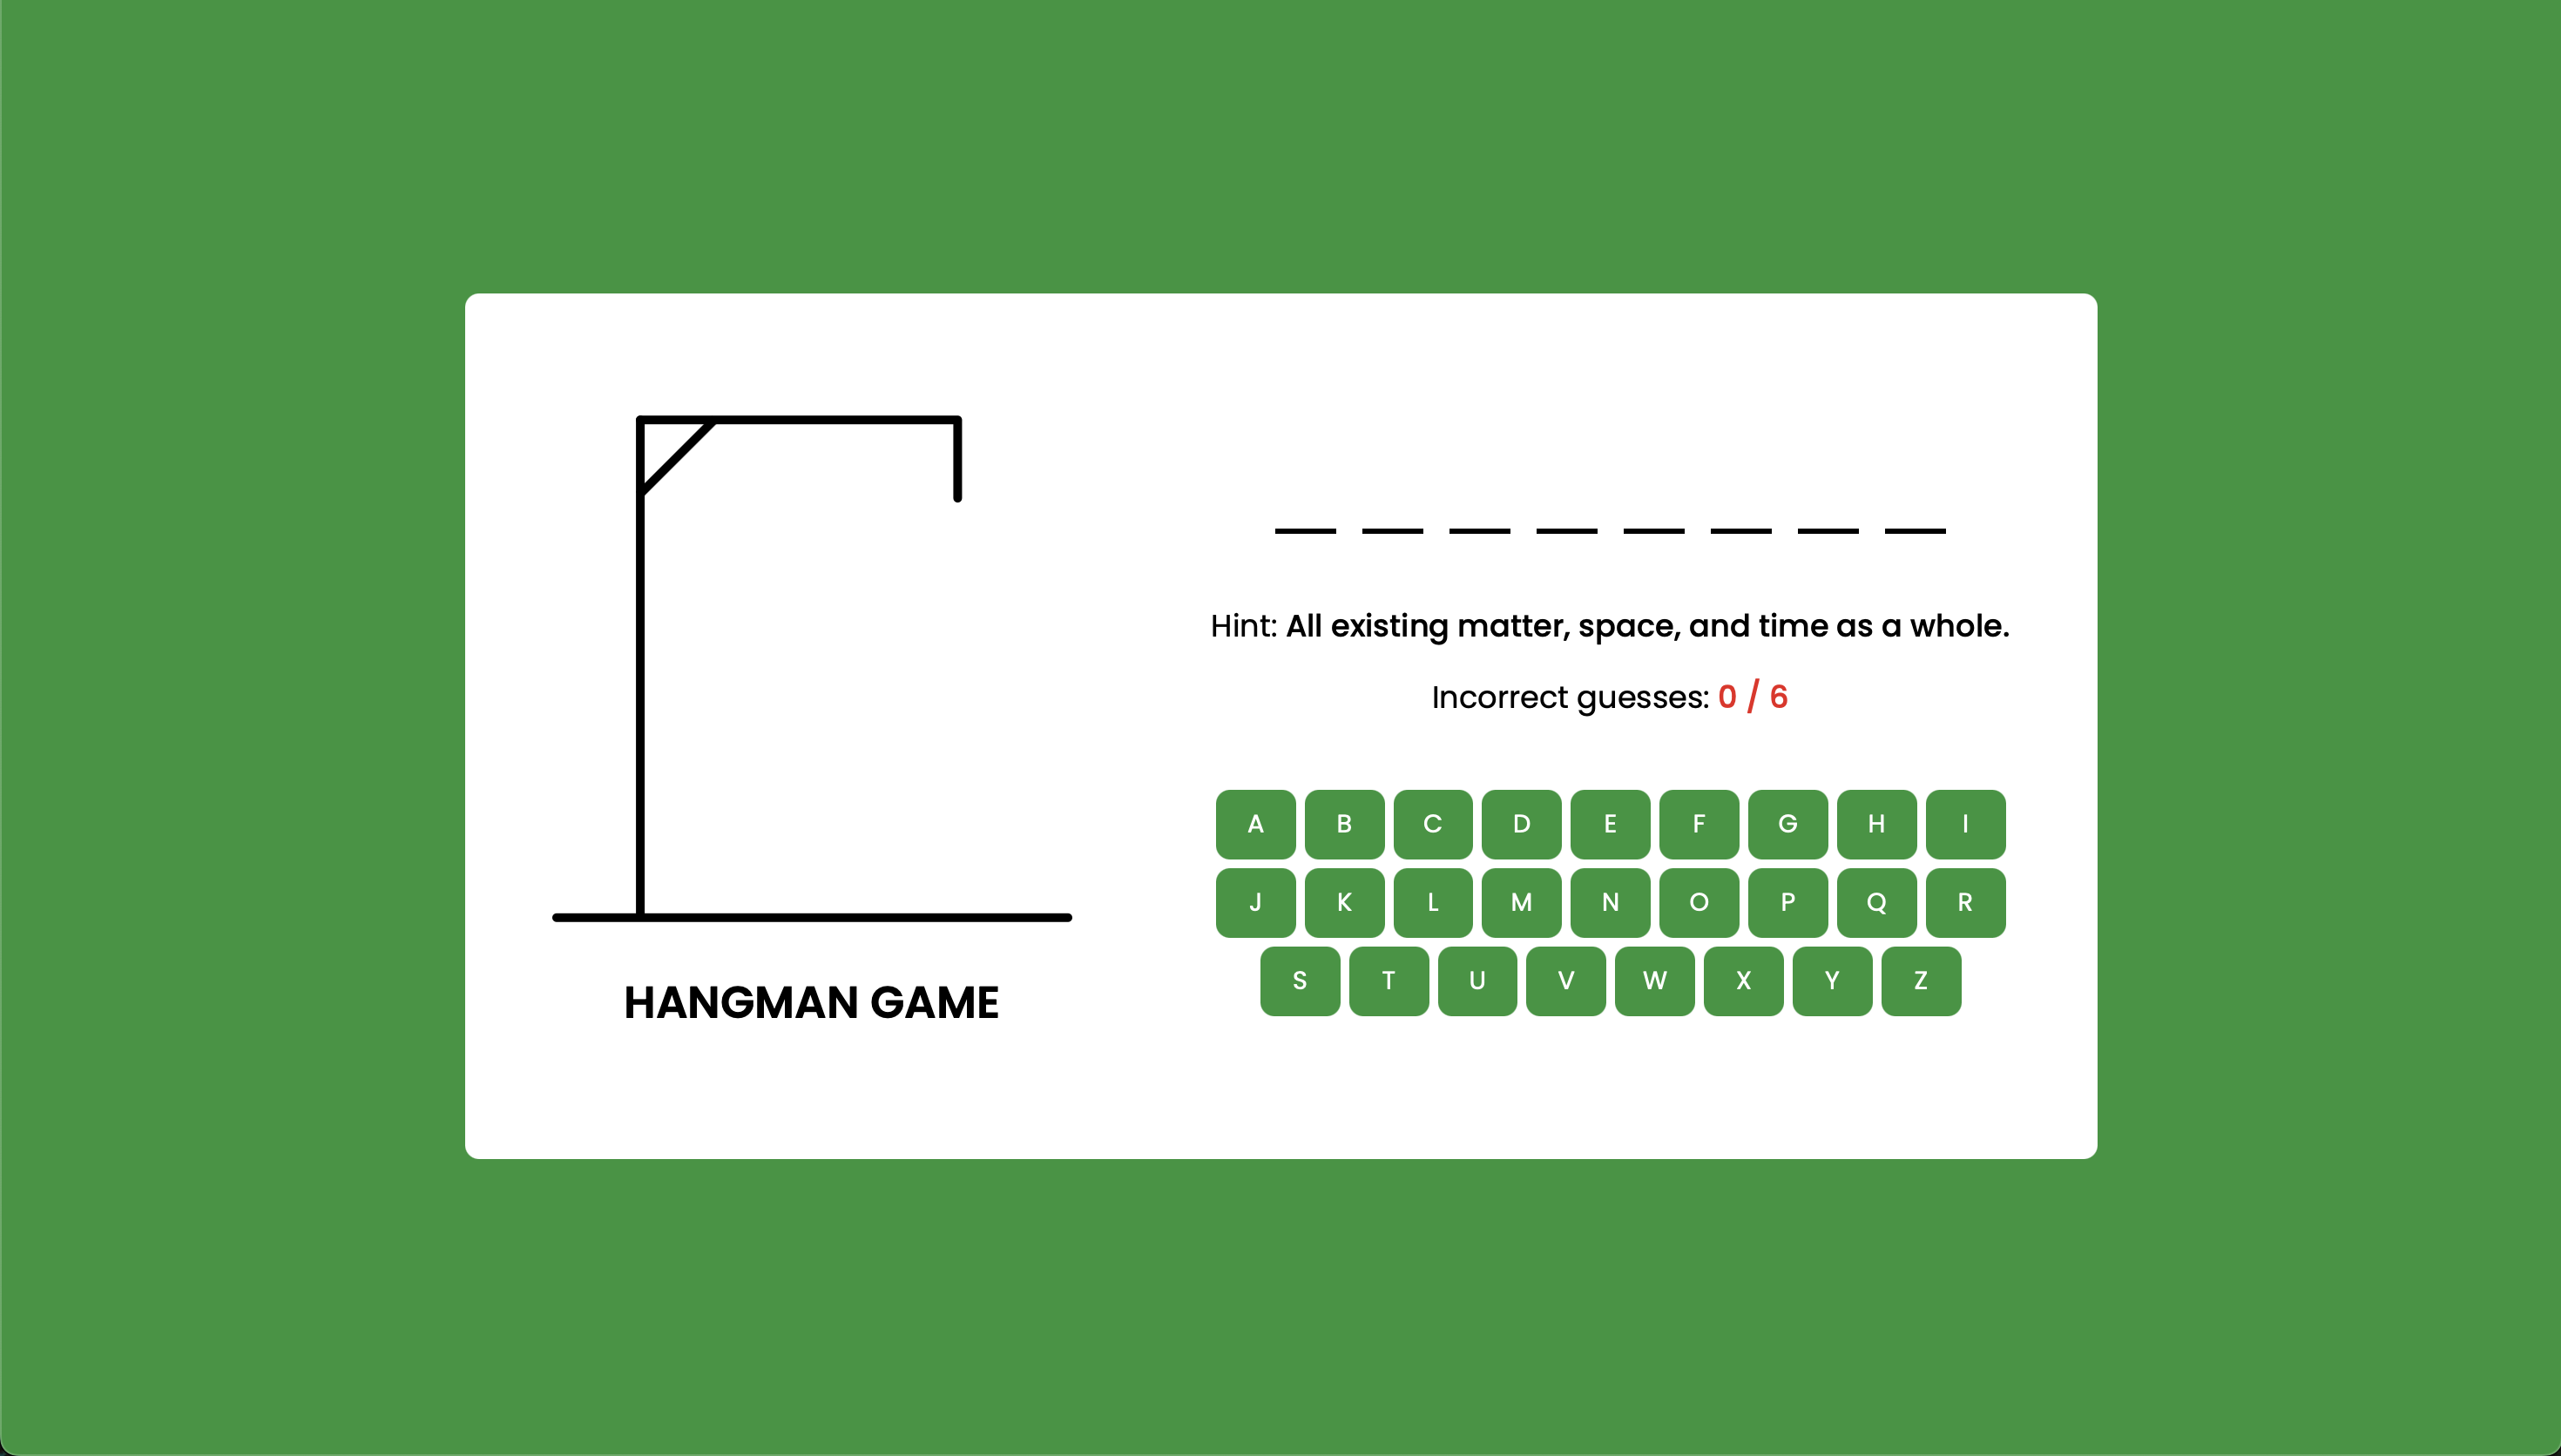 Hint: All existing matter, space, and time as a whole.
Incorrect guesses: 0 / 6
A B C D E F G H I
J K L M N O P Q R
S T U V W X Y Z
HANGMAN GAME